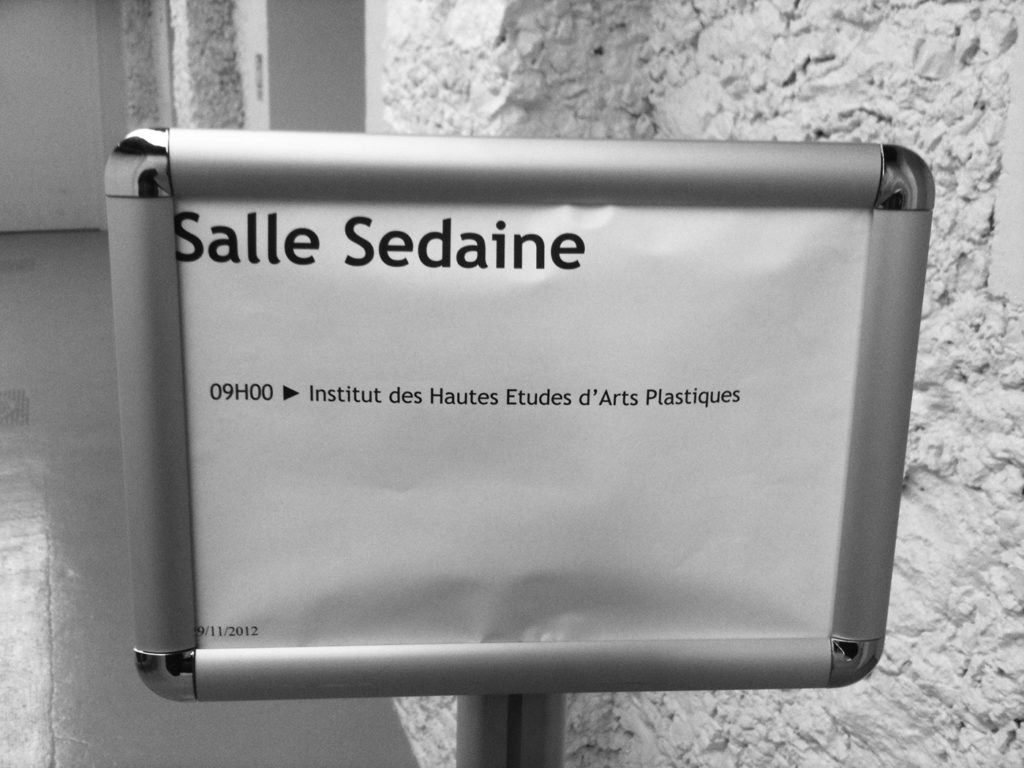 Salle Sedaine
09H00 ► Institut des Hautes Etudes d'Arts Plastiques
9/11/2012